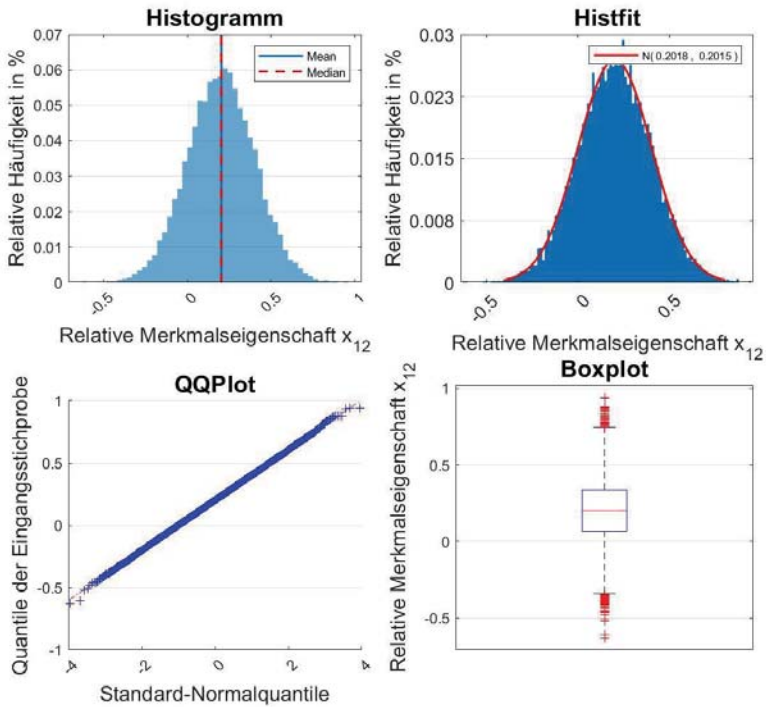 Histogramm
Relative Häufigkeit in %
0.07
0.06
0.05
0.04
0.03
0.02
0.01
0
Mean
Median
-0.5
0
0.5
1
Relative Merkmalseigenschaft x12
Histfit
Relative Häufigkeit in %
0.03
0.023
0.015
0.008
0
N( 0.2018 , 0.2015 )
-0.5
0
0.5
Relative Merkmalseigenschaft x12
QQPlot
Quantile der Eingangsstichprobe
1
0.5
0
-0.5
-1
-4
-2
0
2
4
Standard-Normalquantile
Boxplot
Relative Merkmalseigenschaft x12
1
0.5
0
-0.5